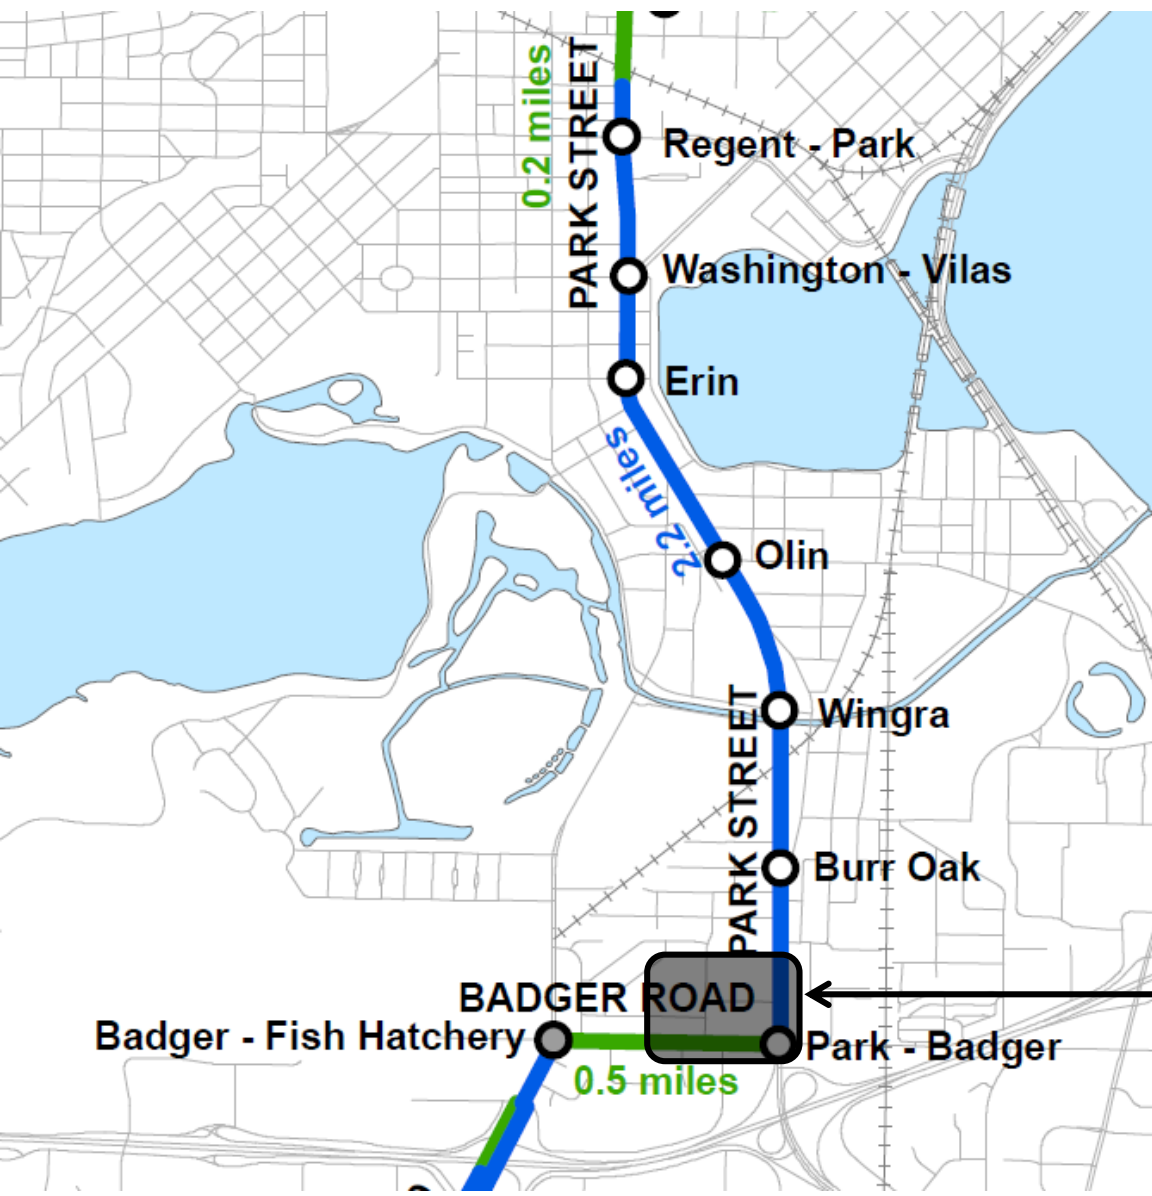 0.2 miles
PARK STREET
Regent - Park
Washington - Vilas
Erin
2.2 miles
Olin
Wingra
PARK STREET
Burr Oak
BADGER ROAD
Badger - Fish Hatchery
Park - Badger
0.5 miles